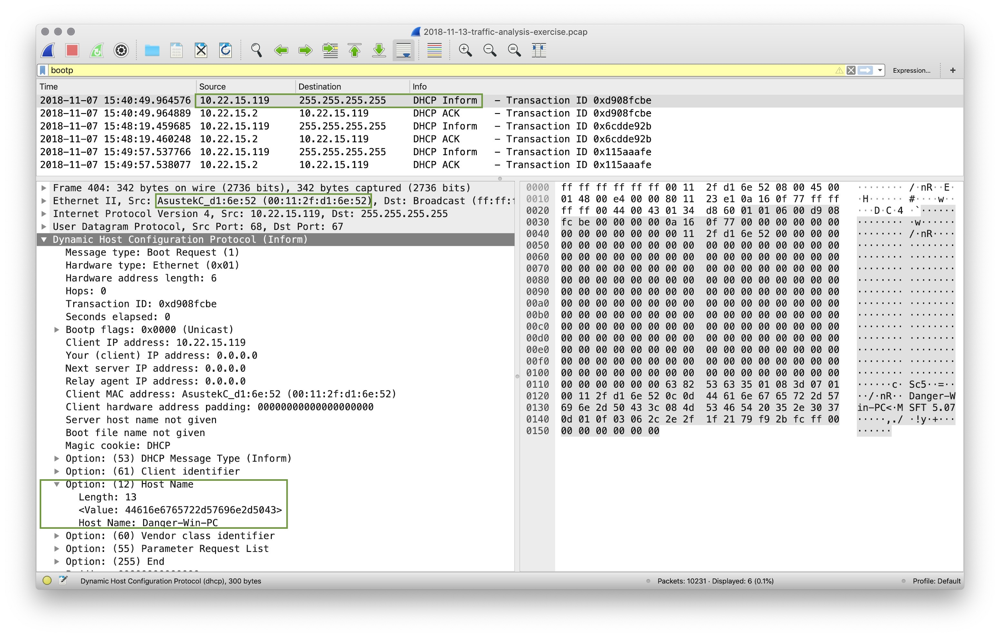 2018-11-13-traffic-analysis-exercise.pcap
bootp
Expression...
+
Time Source Destination Info
2018-11-07 15:40:49.964576 10.22.15.119 255.255.255.255 DHCP Inform - Transaction ID 0xd908fcbe
2018-11-07 15:40:49.964889 10.22.15.2 10.22.15.119 DHCP ACK - Transaction ID 0xd908fcbe
2018-11-07 15:48:19.459685 10.22.15.119 255.255.255.255 DHCP Inform - Transaction ID 0x6cdde92b
2018-11-07 15:48:19.460248 10.22.15.2 10.22.15.119 DHCP ACK - Transaction ID 0x6cdde92b
2018-11-07 15:49:57.537766 10.22.15.119 255.255.255.255 DHCP Inform - Transaction ID 0x115aaafe
2018-11-07 15:49:57.538077 10.22.15.2 10.22.15.119 DHCP ACK - Transaction ID 0x115aaafe
Frame 404: 342 bytes on wire (2736 bits), 342 bytes captured (2736 bits)
Ethernet II, Src: AsustekC_d1:6e:52 (00:11:2f:d1:6e:52), Dst: Broadcast (ff:ff:
Internet Protocol Version 4, Src: 10.22.15.119, Dst: 255.255.255.255
User Datagram Protocol, Src Port: 68, Dst Port: 67
Dynamic Host Configuration Protocol (Inform)
Message type: Boot Request (1)
Hardware type: Ethernet (0x01)
Hardware address length: 6
Hops: 0
Transaction ID: 0xd908fcbe
Seconds elapsed: 0
Bootp flags: 0x0000 (Unicast)
Client IP address: 10.22.15.119
Your (client) IP address: 0.0.0.0
Next server IP address: 0.0.0.0
Relay agent IP address: 0.0.0.0
Client MAC address: AsustekC_d1:6e:52 (00:11:2f:d1:6e:52)
Client hardware address padding: 00000000000000000000
Server host name not given
Boot file name not given
Magic cookie: DHCP
Option: (53) DHCP Message Type (Inform)
Option: (61) Client identifier
Option: (12) Host Name
Length: 13
<Value: 44616e6765722d57696e2d5043>
Host Name: Danger-Win-PC
Option: (60) Vendor class identifier
Option: (55) Parameter Request List
Option: (255) End
0000 ff ff ff ff ff ff 00 11 2f d1 6e 52 08 00 45 00 ········ /·nR··E·
0010 01 48 00 e4 00 00 80 11 23 e1 0a 16 0f 77 ff ff ·H······ #····w··
0020 ff ff 00 44 00 43 01 34 d8 60 01 01 06 00 d9 08 ···D·C·4 ·`······
0030 fc be 00 00 00 00 0a 16 0f 77 00 00 00 00 00 00 ········ ·w······
0040 00 00 00 00 00 00 00 11 2f d1 6e 52 00 00 00 00 ········ /·nR····
0050 00 00 00 00 00 00 00 00 00 00 00 00 00 00 00 00 ········ ········
0060 00 00 00 00 00 00 00 00 00 00 00 00 00 00 00 00 ········ ········
0070 00 00 00 00 00 00 00 00 00 00 00 00 00 00 00 00 ········ ········
0080 00 00 00 00 00 00 00 00 00 00 00 00 00 00 00 00 ········ ········
0090 00 00 00 00 00 00 00 00 00 00 00 00 00 00 00 00 ········ ········
00a0 00 00 00 00 00 00 00 00 00 00 00 00 00 00 00 00 ········ ········
00b0 00 00 00 00 00 00 00 00 00 00 00 00 00 00 00 00 ········ ········
00c0 00 00 00 00 00 00 00 00 00 00 00 00 00 00 00 00 ········ ········
00d0 00 00 00 00 00 00 00 00 00 00 00 00 00 00 00 00 ········ ········
00e0 00 00 00 00 00 00 00 00 00 00 00 00 00 00 00 00 ········ ········
00f0 00 00 00 00 00 00 00 00 00 00 00 00 00 00 00 00 ········ ········
0100 00 00 00 00 00 00 00 00 00 00 00 00 00 00 00 00 ········ ········
0110 00 00 00 00 00 00 63 82 53 63 35 01 08 3d 07 01 ······c· Sc5··=··
0120 00 11 2f d1 6e 52 0c 0d 44 61 6e 67 65 72 2d 57 ··/·nR·· Danger-W
0130 69 6e 2d 50 43 3c 08 4d 53 46 54 20 35 2e 30 37 in-PC<·M SFT 5.07
0140 0d 01 0f 03 06 2c 2e 2f 1f 21 79 f9 2b fc ff 00 ·····,./ ·!y·+···
0150 00 00 00 00 00 00 ······
Dynamic Host Configuration Protocol (dhcp), 300 bytes
Packets: 10231 · Displayed: 6 (0.1%)
Profile: Default